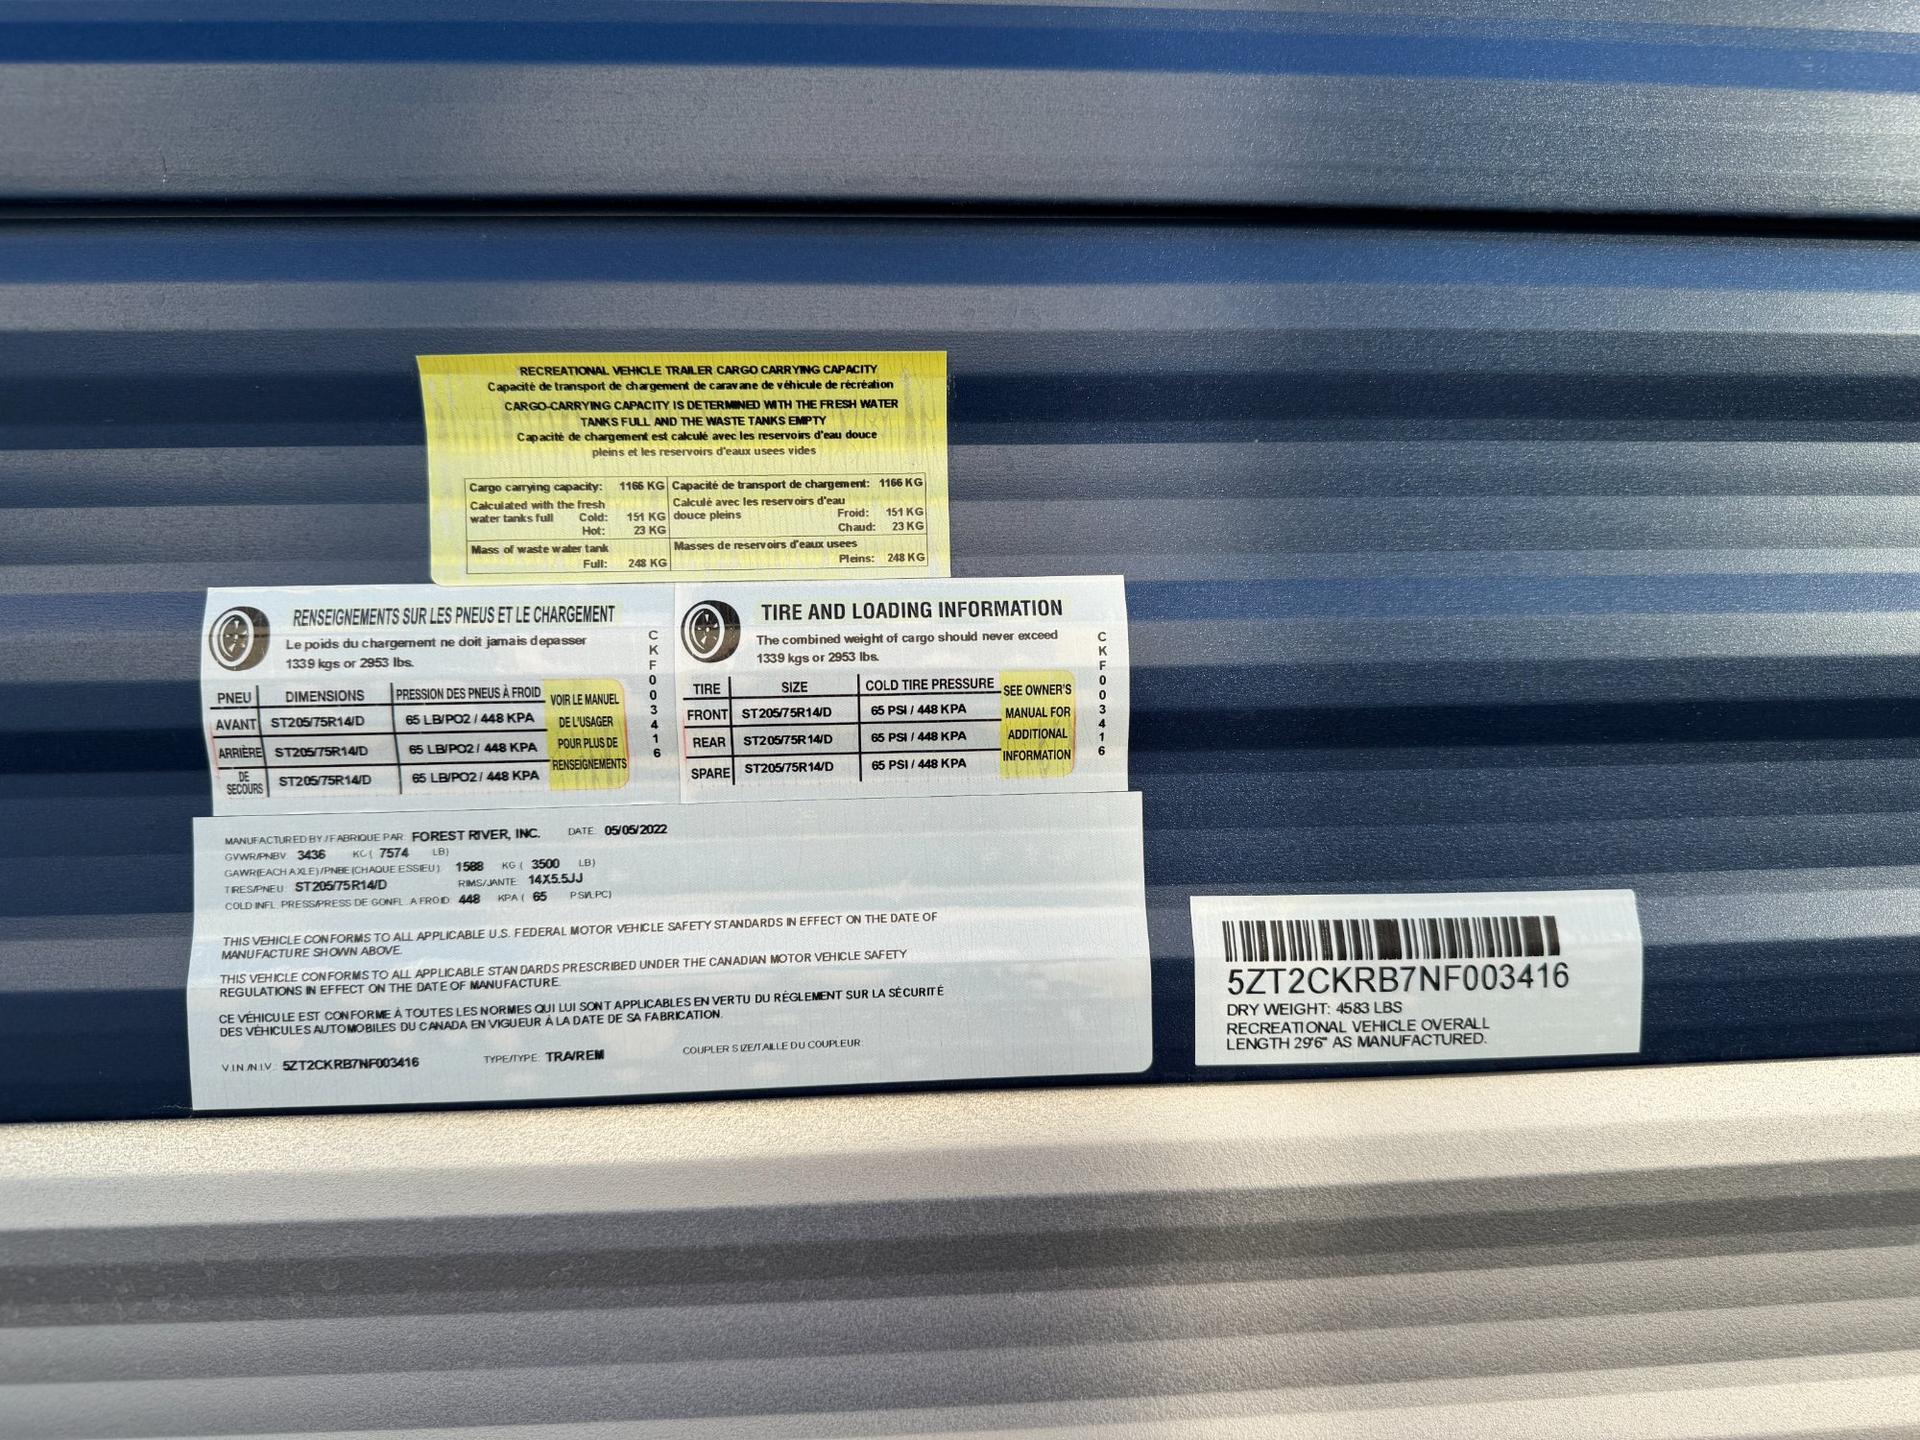 RECREATIONAL VEHICLE TRAILER CARGO CARRYING CAPACITY
Capacité de transport de chargement de caravane de véhicule de récréation
CARGO-CARRYING CAPACITY IS DETERMINED WITH THE FRESH WATER
TANKS FULL AND THE WASTE TANKS EMPTY
Capacité de chargement est calculé avec les reservoirs d'eau douce
pleins et les reservoirs d'eaux usees vides
Cargo carrying capacity: 1166 KG
Calculated with the fresh
water tanks full Cold: 151 KG
Hot: 23 KG
Mass of waste water tank
Full: 248 KG
Capacité de transport de chargement: 1166 KG
Calculé avec les reservoirs d'eau
douce pleins Froid: 151 KG
Chaud: 23 KG
Masses de reservoirs d'eaux usees
Pleins: 248 KG
RENSEIGNEMENTS SUR LES PNEUS ET LE CHARGEMENT
Le poids du chargement ne doit jamais depasser
1339 kgs or 2953 lbs.
PNEU DIMENSIONS PRESSION DES PNEUS À FROID
AVANT ST205/75R14/D 65 LB/PO2 / 448 KPA
ARRIÈRE ST205/75R14/D 65 LB/PO2 / 448 KPA
DE
SECOURS ST205/75R14/D 65 LB/PO2 / 448 KPA
VOIR LE MANUEL
DE L'USAGER
POUR PLUS DE
RENSEIGNEMENTS
CKF003416
TIRE AND LOADING INFORMATION
The combined weight of cargo should never exceed
1339 kgs or 2953 lbs.
TIRE SIZE COLD TIRE PRESSURE
FRONT ST205/75R14/D 65 PSI / 448 KPA
REAR ST205/75R14/D 65 PSI / 448 KPA
SPARE ST205/75R14/D 65 PSI / 448 KPA
SEE OWNER'S
MANUAL FOR
ADDITIONAL
INFORMATION
CKF003416
MANUFACTURED BY / FABRIQUE PAR: FOREST RIVER, INC. DATE: 05/05/2022
GVWR/PNBV: 3436 KG ( 7574 LB)
GAWR(EACH AXLE)/PNBE(CHAQUE ESSIEU): 1588 KG ( 3500 LB)
TIRES/PNEU: ST205/75R14/D RIMS/JANTE: 14X5.5JJ
COLD INFL. PRESS/PRESS DE GONFL. A FROID: 448 KPA ( 65 PSI/LPC)
THIS VEHICLE CONFORMS TO ALL APPLICABLE U.S. FEDERAL MOTOR VEHICLE SAFETY STANDARDS IN EFFECT ON THE DATE OF
MANUFACTURE SHOWN ABOVE.
THIS VEHICLE CONFORMS TO ALL APPLICABLE STANDARDS PRESCRIBED UNDER THE CANADIAN MOTOR VEHICLE SAFETY
REGULATIONS IN EFFECT ON THE DATE OF MANUFACTURE.
CE VÉHICULE EST CONFORME À TOUTES LES NORMES QUI LUI SONT APPLICABLES EN VERTU DU RÉGLEMENT SUR LA SÉCURITÉ
DES VÉHICULES AUTOMOBILES DU CANADA EN VIGUEUR À LA DATE DE SA FABRICATION.
V.I.N./N.I.V.: 5ZT2CKRB7NF003416 TYPE/TYPE: TRA/REM COUPLER SIZE/TAILLE DU COUPLEUR:
5ZT2CKRB7NF003416
DRY WEIGHT: 4583 LBS
RECREATIONAL VEHICLE OVERALL
LENGTH 29'6" AS MANUFACTURED.